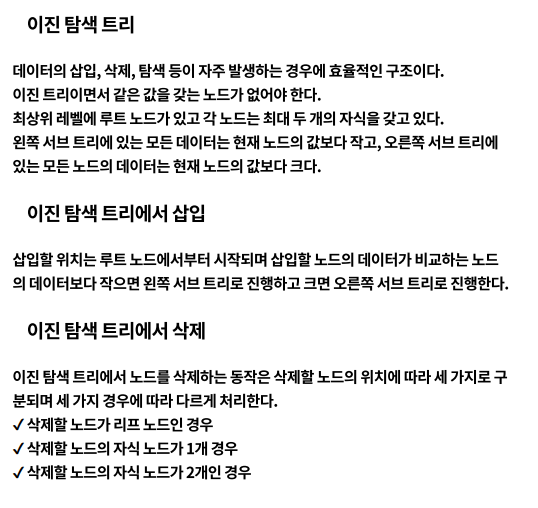 이진 탐색 트리
데이터의 삽입, 삭제, 탐색 등이 자주 발생하는 경우에 효율적인 구조이다.
이진 트리이면서 같은 값을 갖는 노드가 없어야 한다.
최상위 레벨에 루트 노드가 있고 각 노드는 최대 두 개의 자식을 갖고 있다.
왼쪽 서브 트리에 있는 모든 데이터는 현재 노드의 값보다 작고, 오른쪽 서브 트리에
있는 모든 노드의 데이터는 현재 노드의 값보다 크다.
이진 탐색 트리에서 삽입
삽입할 위치는 루트 노드에서부터 시작되며 삽입할 노드의 데이터가 비교하는 노드
의 데이터보다 작으면 왼쪽 서브 트리로 진행하고 크면 오른쪽 서브 트리로 진행한다.
이진 탐색 트리에서 삭제
이진 탐색 트리에서 노드를 삭제하는 동작은 삭제할 노드의 위치에 따라 세 가지로 구
분되며 세 가지 경우에 따라 다르게 처리한다.
✓ 삭제할 노드가 리프 노드인 경우
✓ 삭제할 노드의 자식 노드가 1개 경우
✓ 삭제할 노드의 자식 노드가 2개인 경우